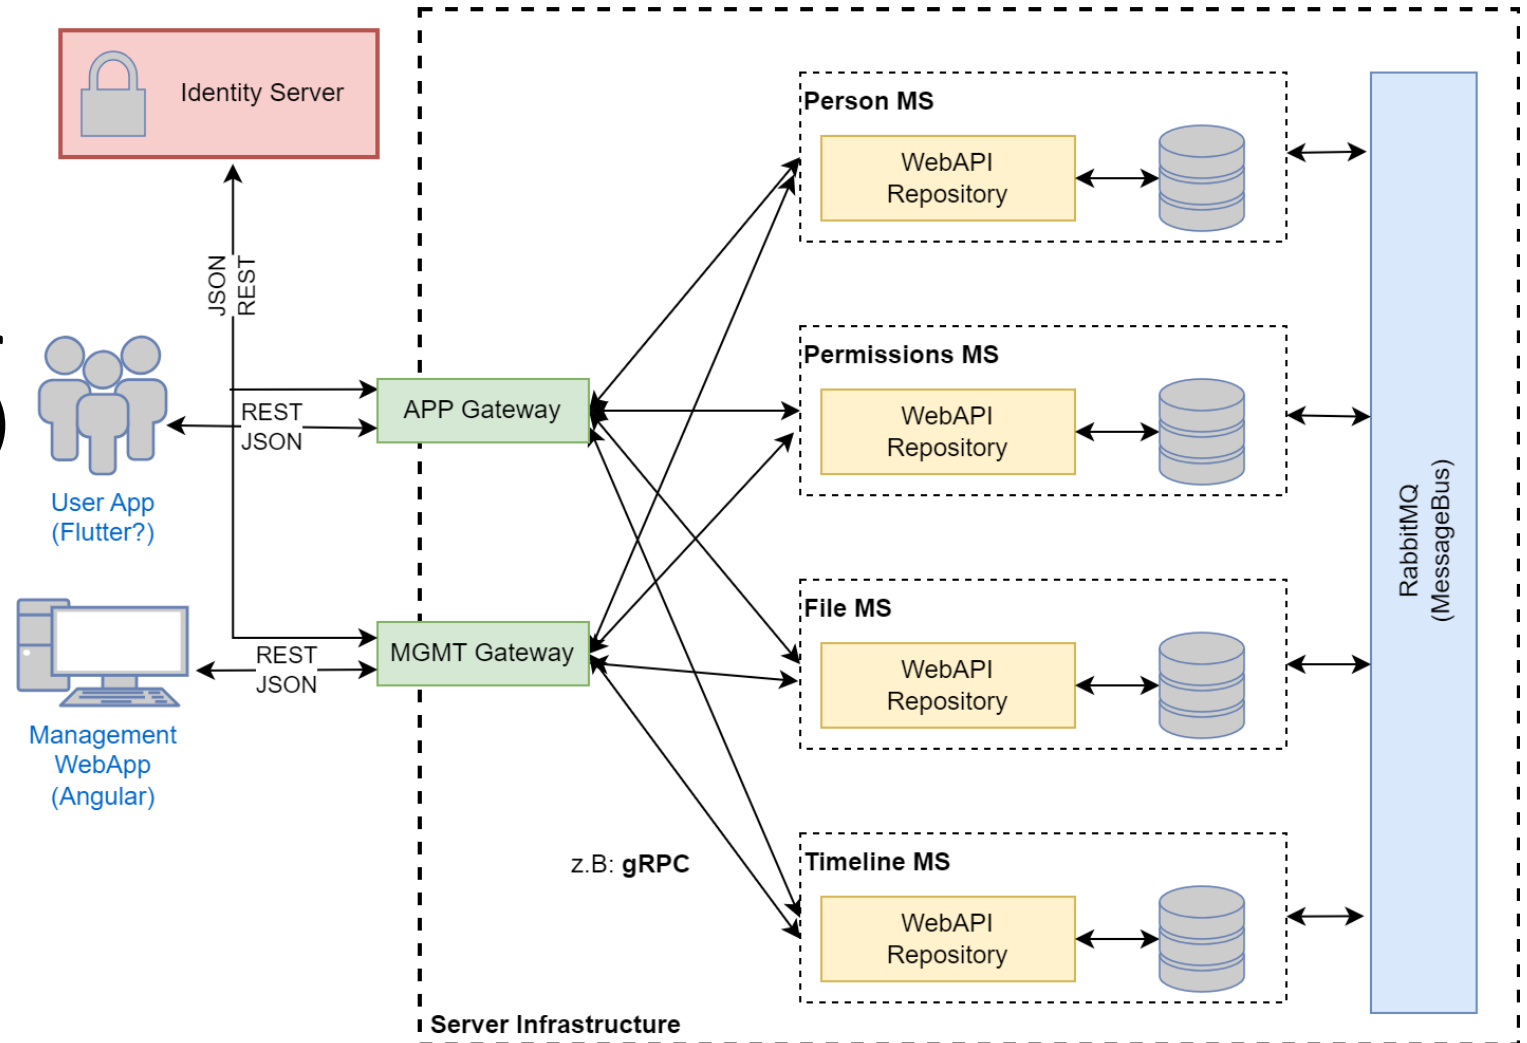 Identity Server
JSON
REST
REST
JSON
User App
(Flutter?)
REST
JSON
Management
WebApp
(Angular)
APP Gateway
MGMT Gateway
z.B: gRPC
Person MS
WebAPI
Repository
Permissions MS
WebAPI
Repository
File MS
WebAPI
Repository
Timeline MS
WebAPI
Repository
RabbitMQ
(MessageBus)
Server Infrastructure